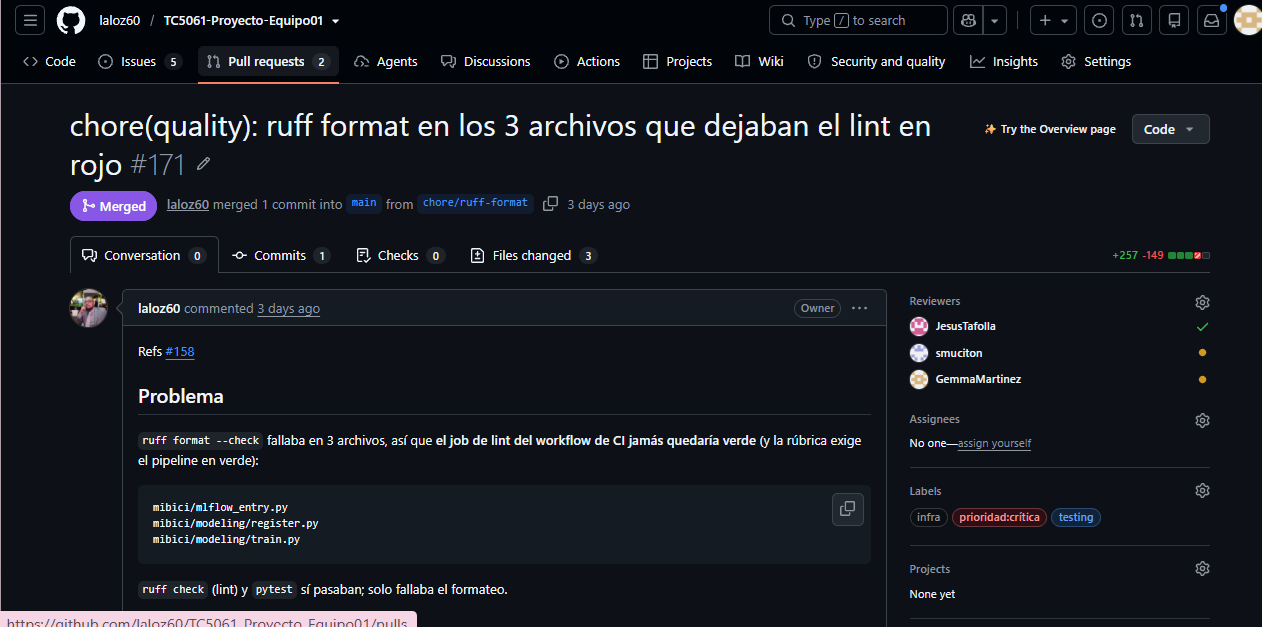 laloz60 / TC5061-Proyecto-Equipo01
Type / to search
Code
Issues 5
Pull requests 2
Agents
Discussions
Actions
Projects
Wiki
Security and quality
Insights
Settings
chore(quality): ruff format en los 3 archivos que dejaban el lint en
rojo #171
Try the Overview page
Code
Merged
laloz60 merged 1 commit into main from chore/ruff-format 3 days ago
Conversation 0
Commits 1
Checks 0
Files changed 3
+257 -149
laloz60 commented 3 days ago
Owner
Refs #158
Problema
ruff format --check fallaba en 3 archivos, así que el job de lint del workflow de CI jamás quedaría verde (y la rúbrica exige
el pipeline en verde):
mibici/mlflow_entry.py
mibici/modeling/register.py
mibici/modeling/train.py
ruff check (lint) y pytest sí pasaban; solo fallaba el formateo.
Reviewers
JesusTafolla
smuciton
GemmaMartinez
Assignees
No one—assign yourself
Labels
infra
prioridad:crítica
testing
Projects
None yet
https://github.com/laloz60/TC5061-Proyecto-Equipo01/pulls